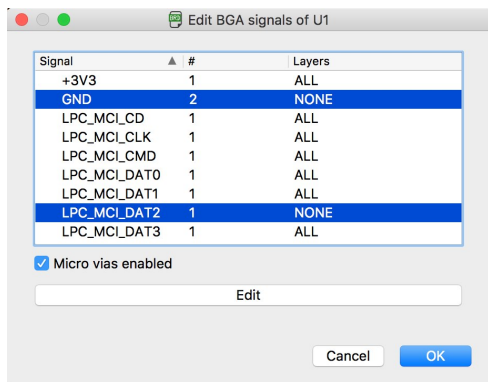 Edit BGA signals of U1
Signal # Layers
+3V3 1 ALL
GND 2 NONE
LPC_MCI_CD 1 ALL
LPC_MCI_CLK 1 ALL
LPC_MCI_CMD 1 ALL
LPC_MCI_DAT0 1 ALL
LPC_MCI_DAT1 1 ALL
LPC_MCI_DAT2 1 NONE
LPC_MCI_DAT3 1 ALL
Micro vias enabled
Edit
Cancel OK